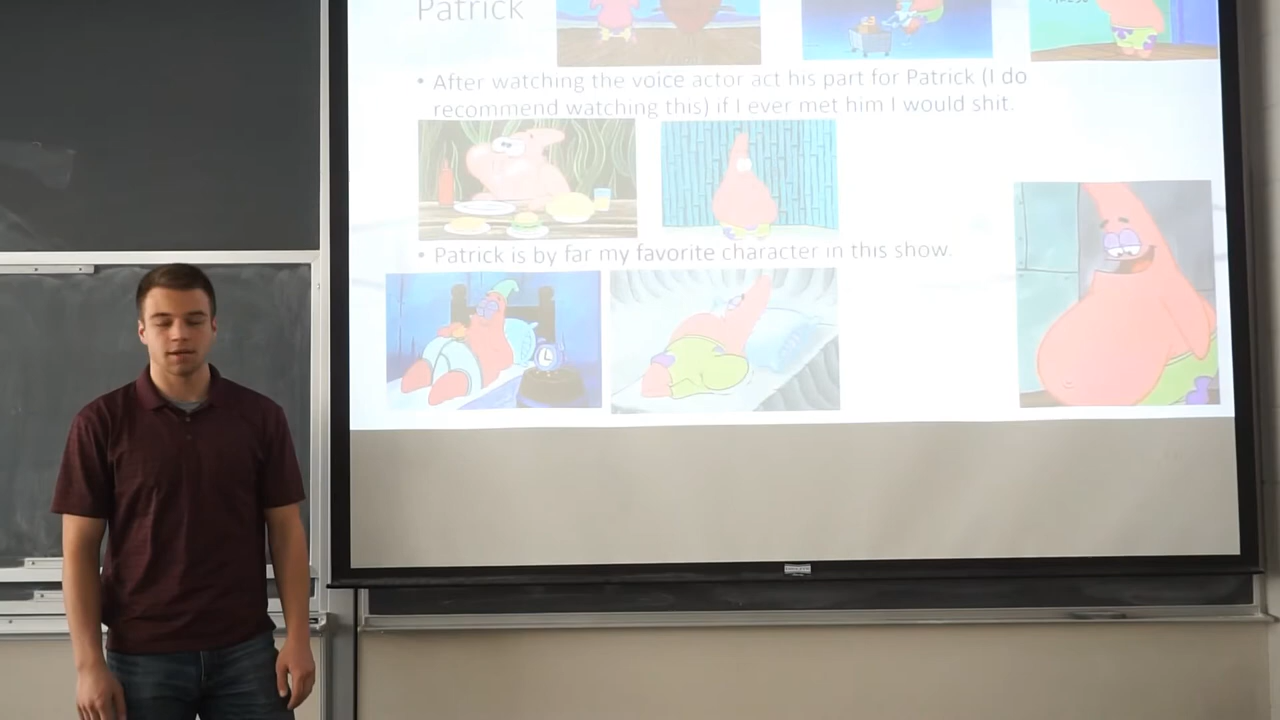 Patrick
• After watching the voice actor act his part for Patrick (I do
recommend watching this) if I ever met him I would shit.
• Patrick is by far my favorite character in this show.